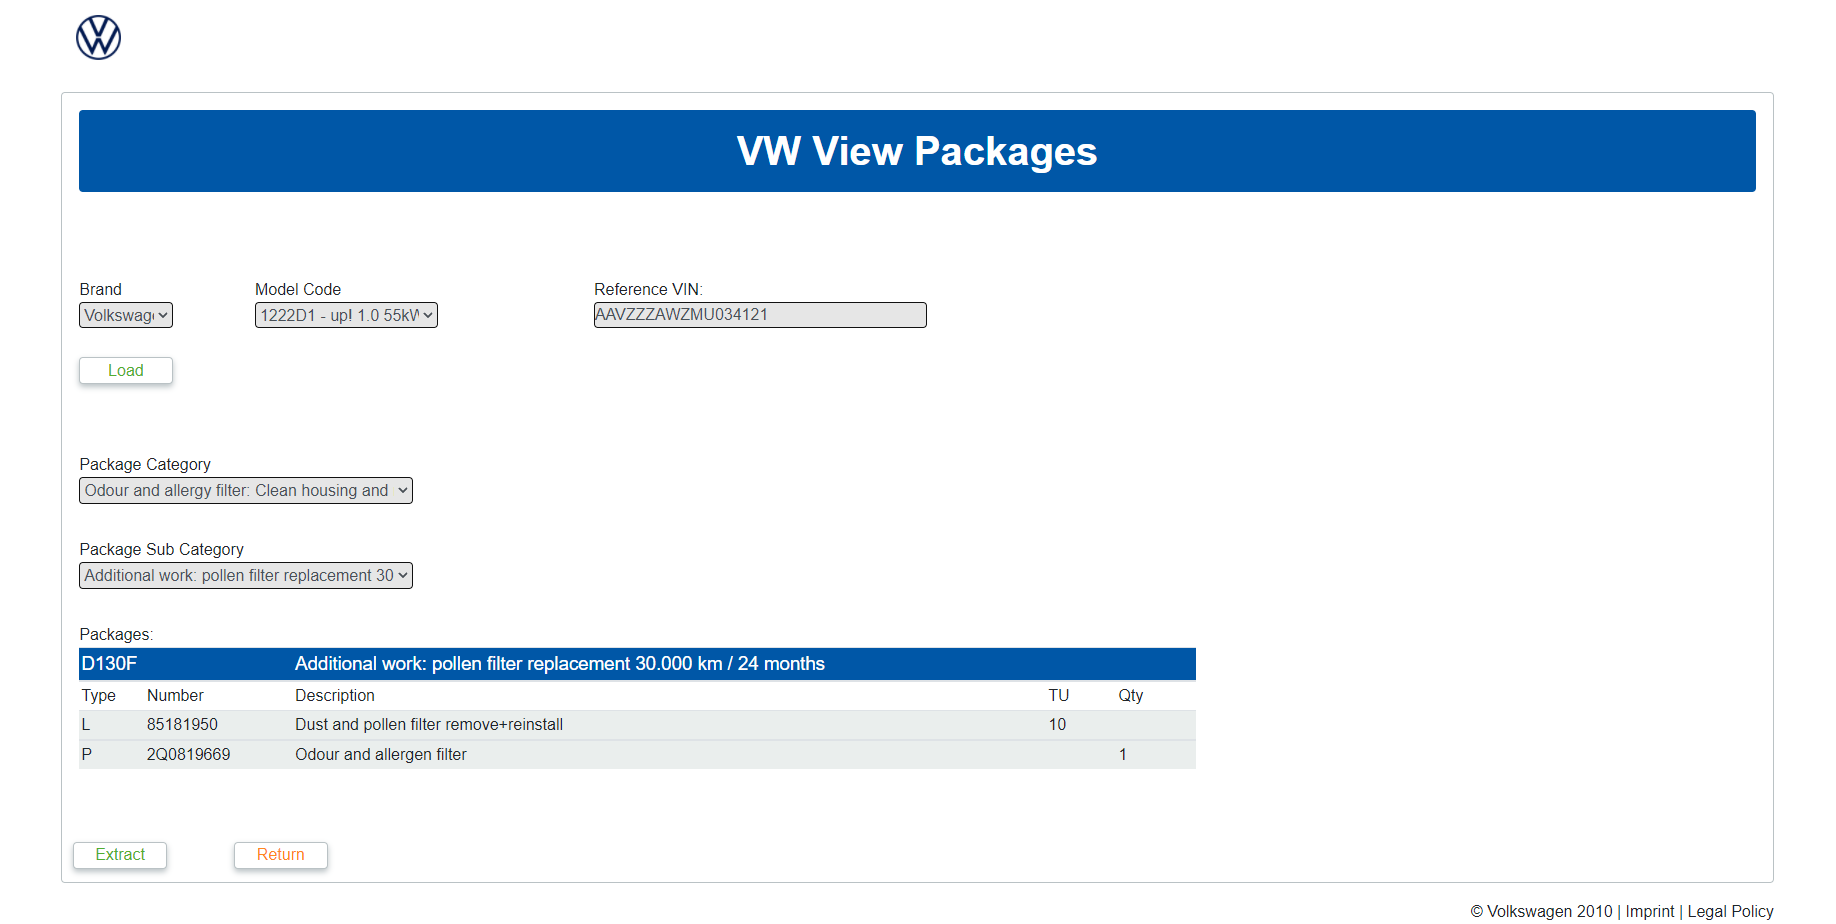 VW View Packages
Brand Model Code Reference VIN:
Volkswag 1222D1 - up! 1.0 55kW AAVZZZAWZMU034121
Load
Package Category
Odour and allergy filter: Clean housing and
Package Sub Category
Additional work: pollen filter replacement 30
Packages:
D130F Additional work: pollen filter replacement 30.000 km / 24 months
Type Number Description TU Qty
L 85181950 Dust and pollen filter remove+reinstall 10
P 2Q0819669 Odour and allergen filter 1
Extract Return
© Volkswagen 2010 | Imprint | Legal Policy